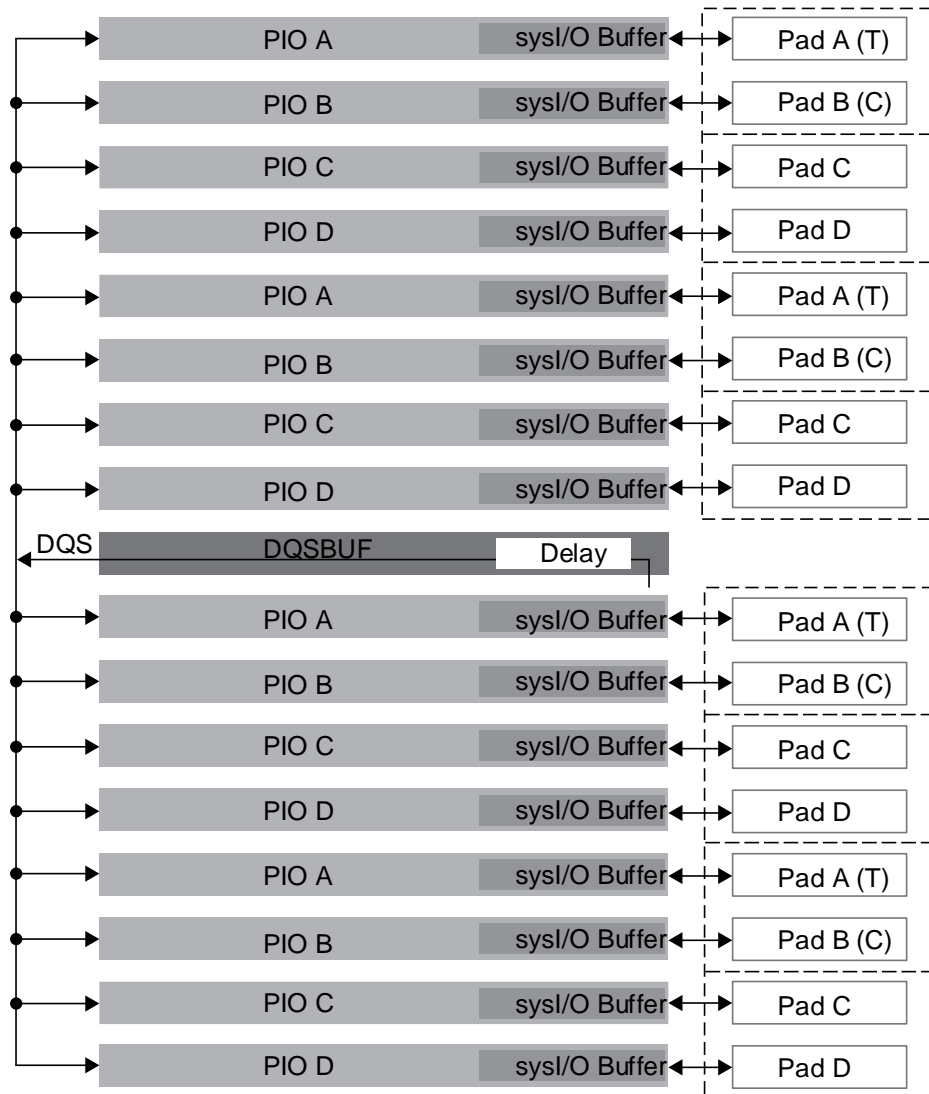 PIO A sysI/O Buffer Pad A (T)
PIO B sysI/O Buffer Pad B (C)
PIO C sysI/O Buffer Pad C
PIO D sysI/O Buffer Pad D
PIO A sysI/O Buffer Pad A (T)
PIO B sysI/O Buffer Pad B (C)
PIO C sysI/O Buffer Pad C
PIO D sysI/O Buffer Pad D
DQS DQSBUF Delay
PIO A sysI/O Buffer Pad A (T)
PIO B sysI/O Buffer Pad B (C)
PIO C sysI/O Buffer Pad C
PIO D sysI/O Buffer Pad D
PIO A sysI/O Buffer Pad A (T)
PIO B sysI/O Buffer Pad B (C)
PIO C sysI/O Buffer Pad C
PIO D sysI/O Buffer Pad D